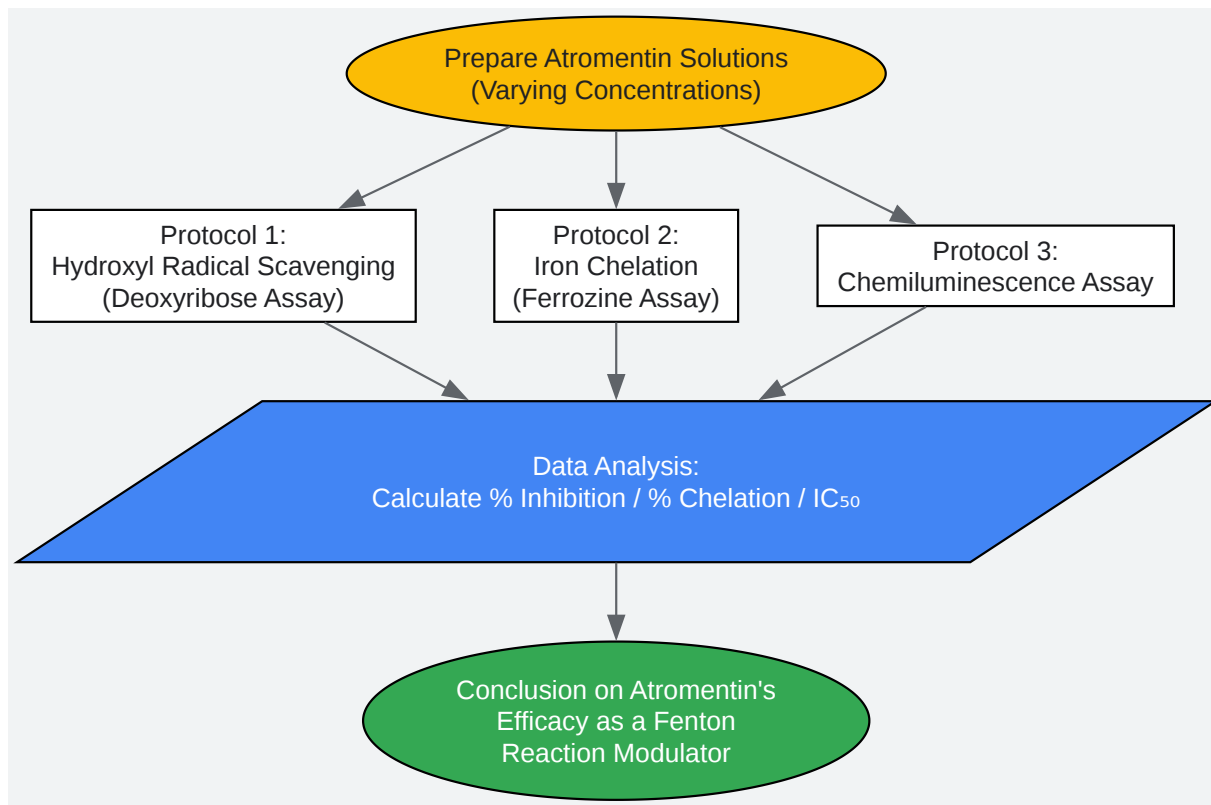 Prepare Atromentin Solutions
(Varying Concentrations)
Protocol 1:
Hydroxyl Radical Scavenging
(Deoxyribose Assay)
Protocol 2:
Iron Chelation
(Ferrozine Assay)
Protocol 3:
Chemiluminescence Assay
Data Analysis:
Calculate % Inhibition / % Chelation / IC₅₀
Conclusion on Atromentin's
Efficacy as a Fenton
Reaction Modulator